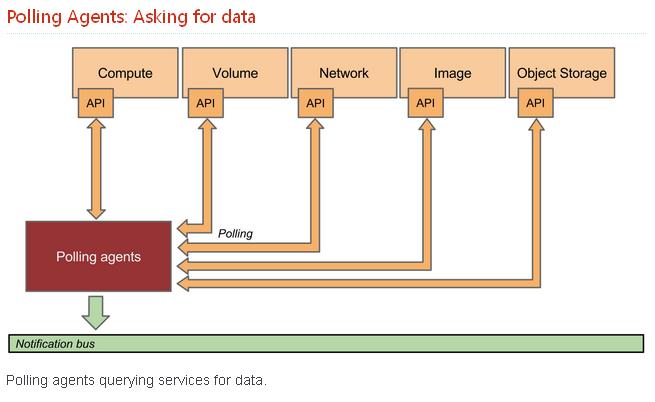 Polling Agents: Asking for data
Compute
Volume
Network
Image
Object Storage
API
API
API
API
API
Polling
Polling agents
Notification bus
Polling agents querying services for data.